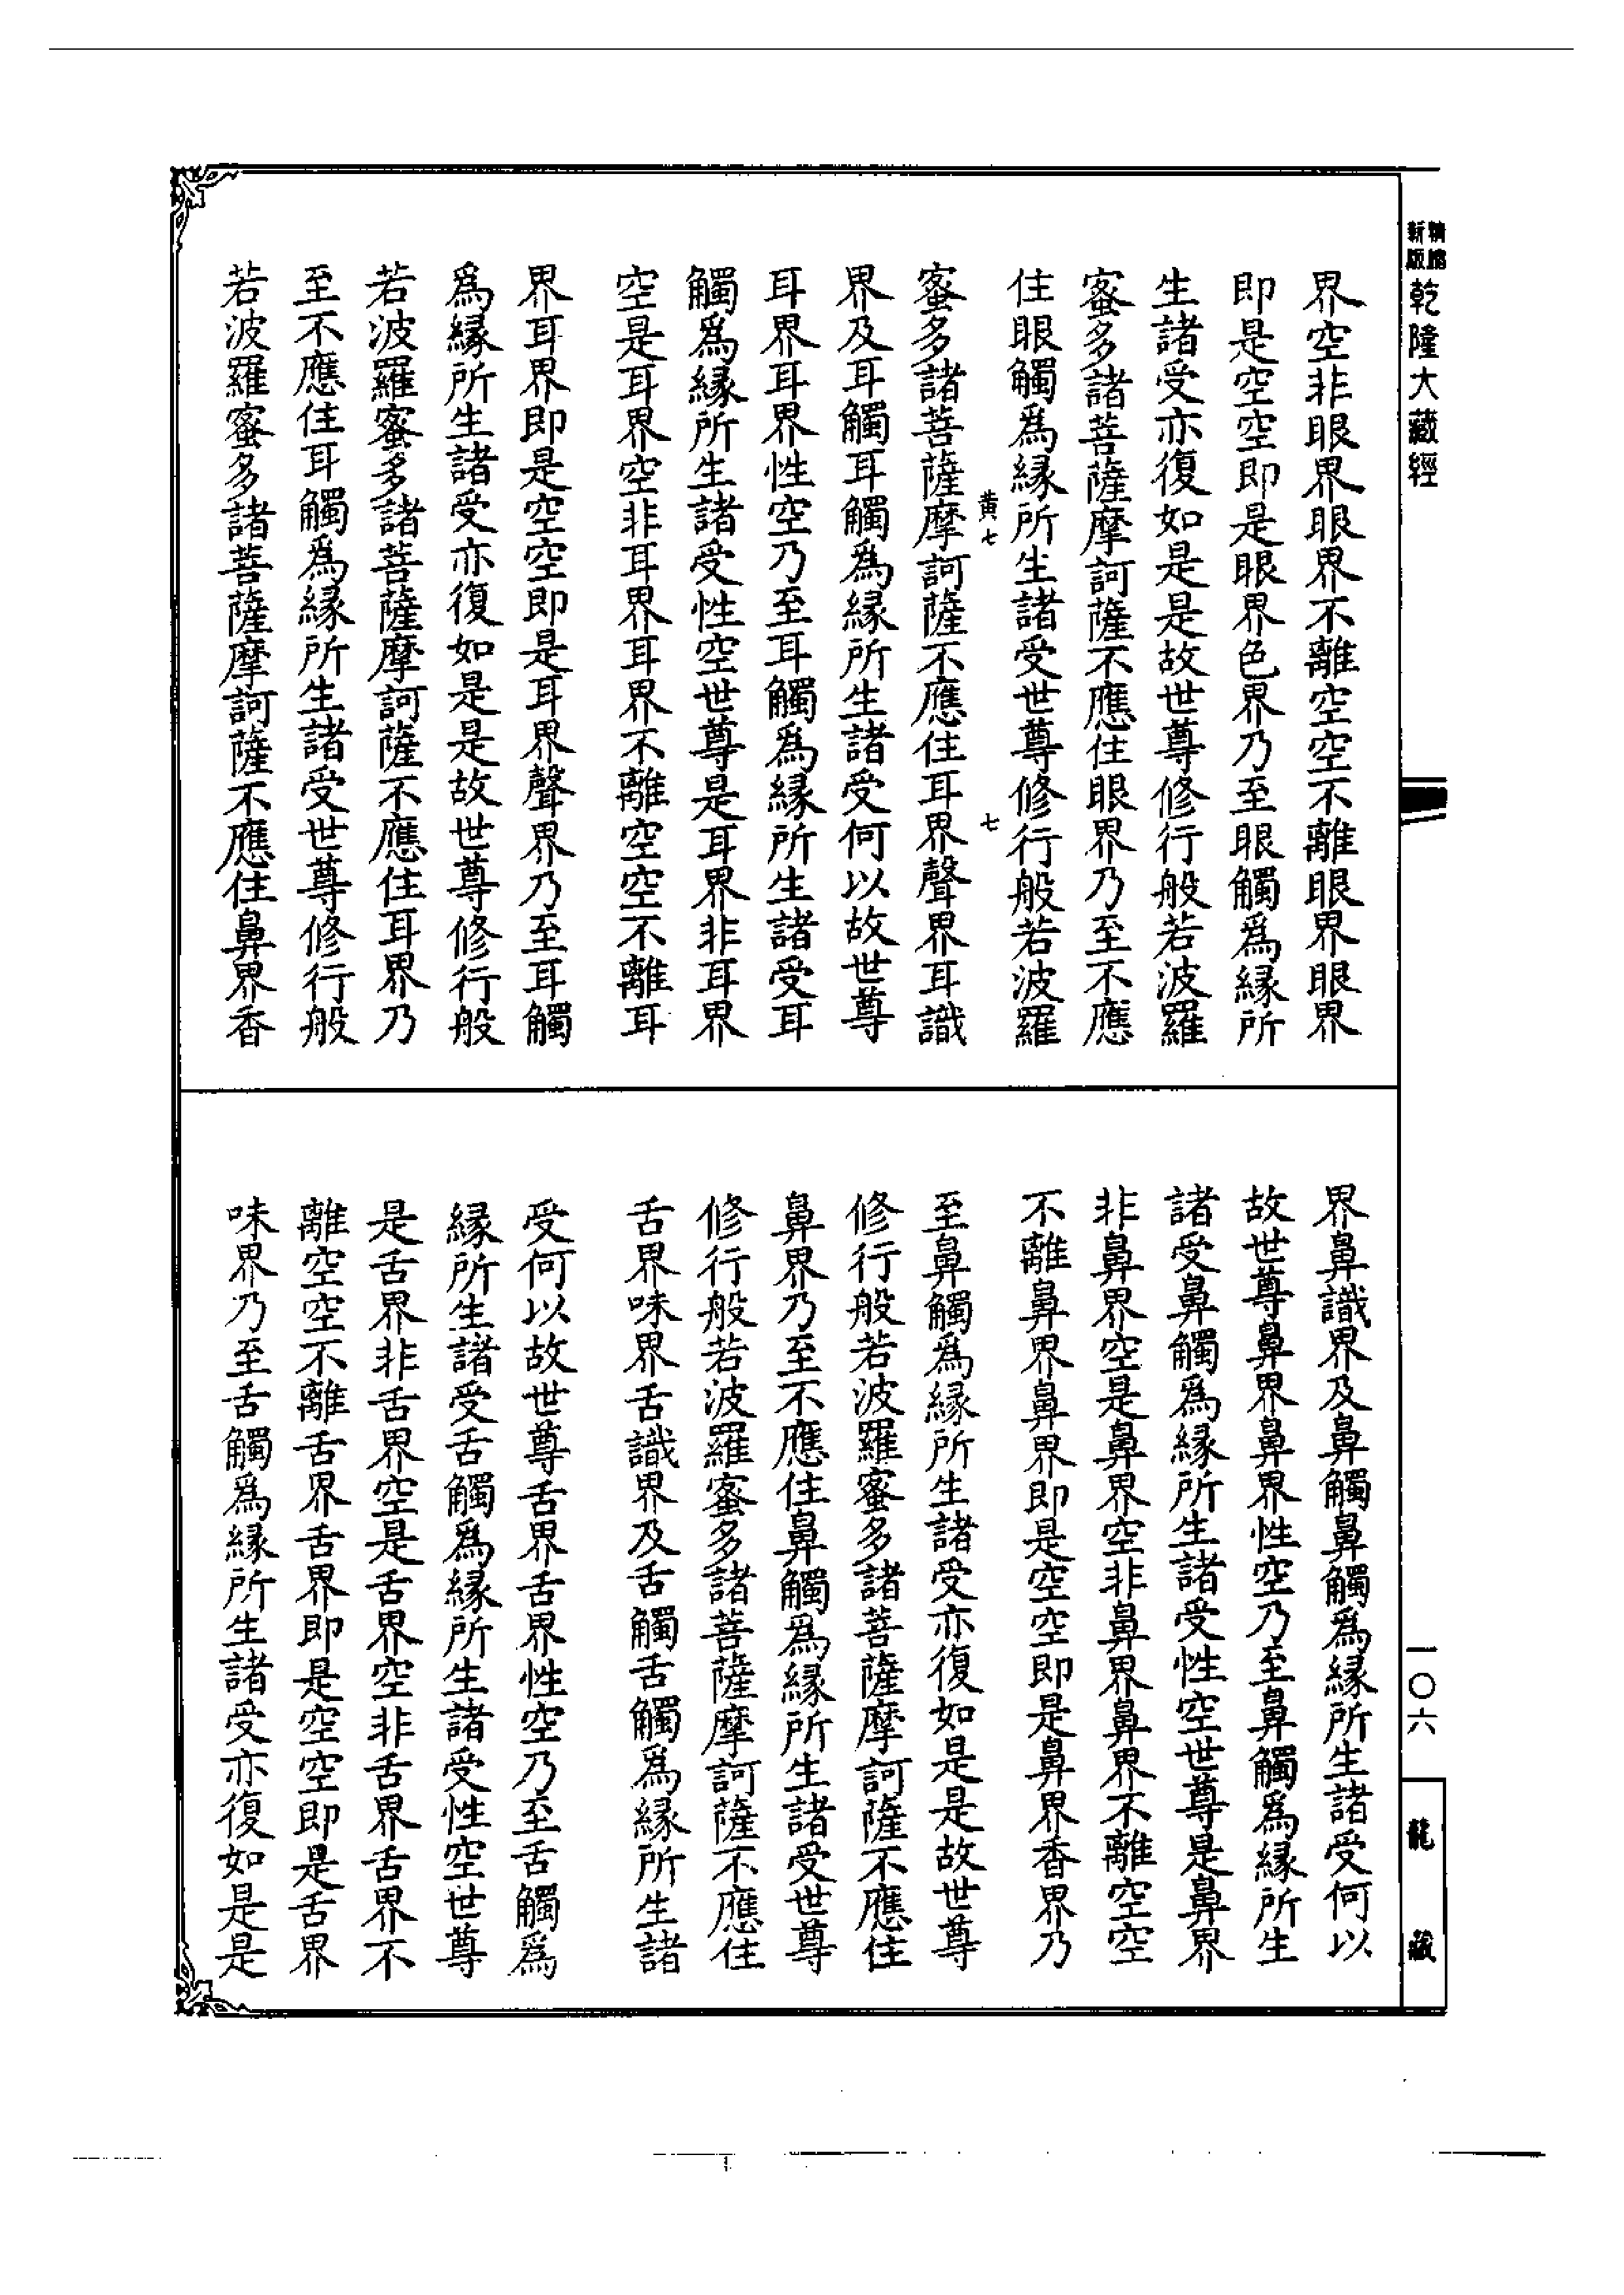 精縮
新版
乾隆大藏經
界空非眼界眼界不離空空不離眼界眼界
即是空空即是眼界色界乃至眼觸爲緣所
生諸受亦復如是是故世尊修行般若波羅
蜜多諸菩薩摩訶薩不應住眼界乃至不應
住眼觸爲緣所生諸受世尊修行般若波羅
黄七
七
蜜多諸菩薩摩訶薩不應住耳界聲界耳識
界及耳觸耳觸爲緣所生諸受何以故世尊
耳界耳界性空乃至耳觸爲緣所生諸受耳
觸爲緣所生諸受性空世尊是耳界非耳界
空是耳界空非耳界耳界不離空空不離耳
界耳界即是空空即是耳界聲界乃至耳觸
爲緣所生諸受亦復如是是故世尊修行般
若波羅蜜多諸菩薩摩訶薩不應住耳界乃
至不應住耳觸爲緣所生諸受世尊修行般
若波羅蜜多諸菩薩摩訶薩不應住鼻界香
界鼻識界及鼻觸鼻觸爲緣所生諸受何以
故世尊鼻界鼻界性空乃至鼻觸爲緣所生
諸受鼻觸爲緣所生諸受性空世尊是鼻界
非鼻界空是鼻界空非鼻界鼻界不離空空
不離鼻界鼻界即是空空即是鼻界香界乃
至鼻觸爲緣所生諸受亦復如是是故世尊
修行般若波羅蜜多諸菩薩摩訶薩不應住
鼻界乃至不應住鼻觸爲緣所生諸受世尊
修行般若波羅蜜多諸菩薩摩訶薩不應住
舌界味界舌識界及舌觸舌觸爲緣所生諸
受何以故世尊舌界舌界性空乃至舌觸爲
緣所生諸受舌觸爲緣所生諸受性空世尊
是舌界非舌界空是舌界空非舌界舌界不
離空空不離舌界舌界即是空空即是舌界
味界乃至舌觸爲緣所生諸受亦復如是是
一〇六
龍藏